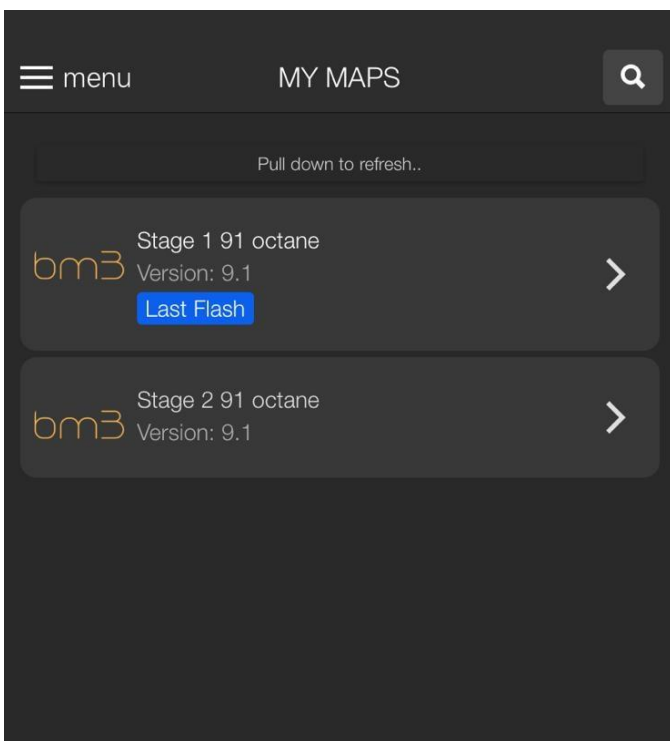 menu
MY MAPS
Pull down to refresh..
bm3
Stage 1 91 octane
Version: 9.1
Last Flash
bm3
Stage 2 91 octane
Version: 9.1